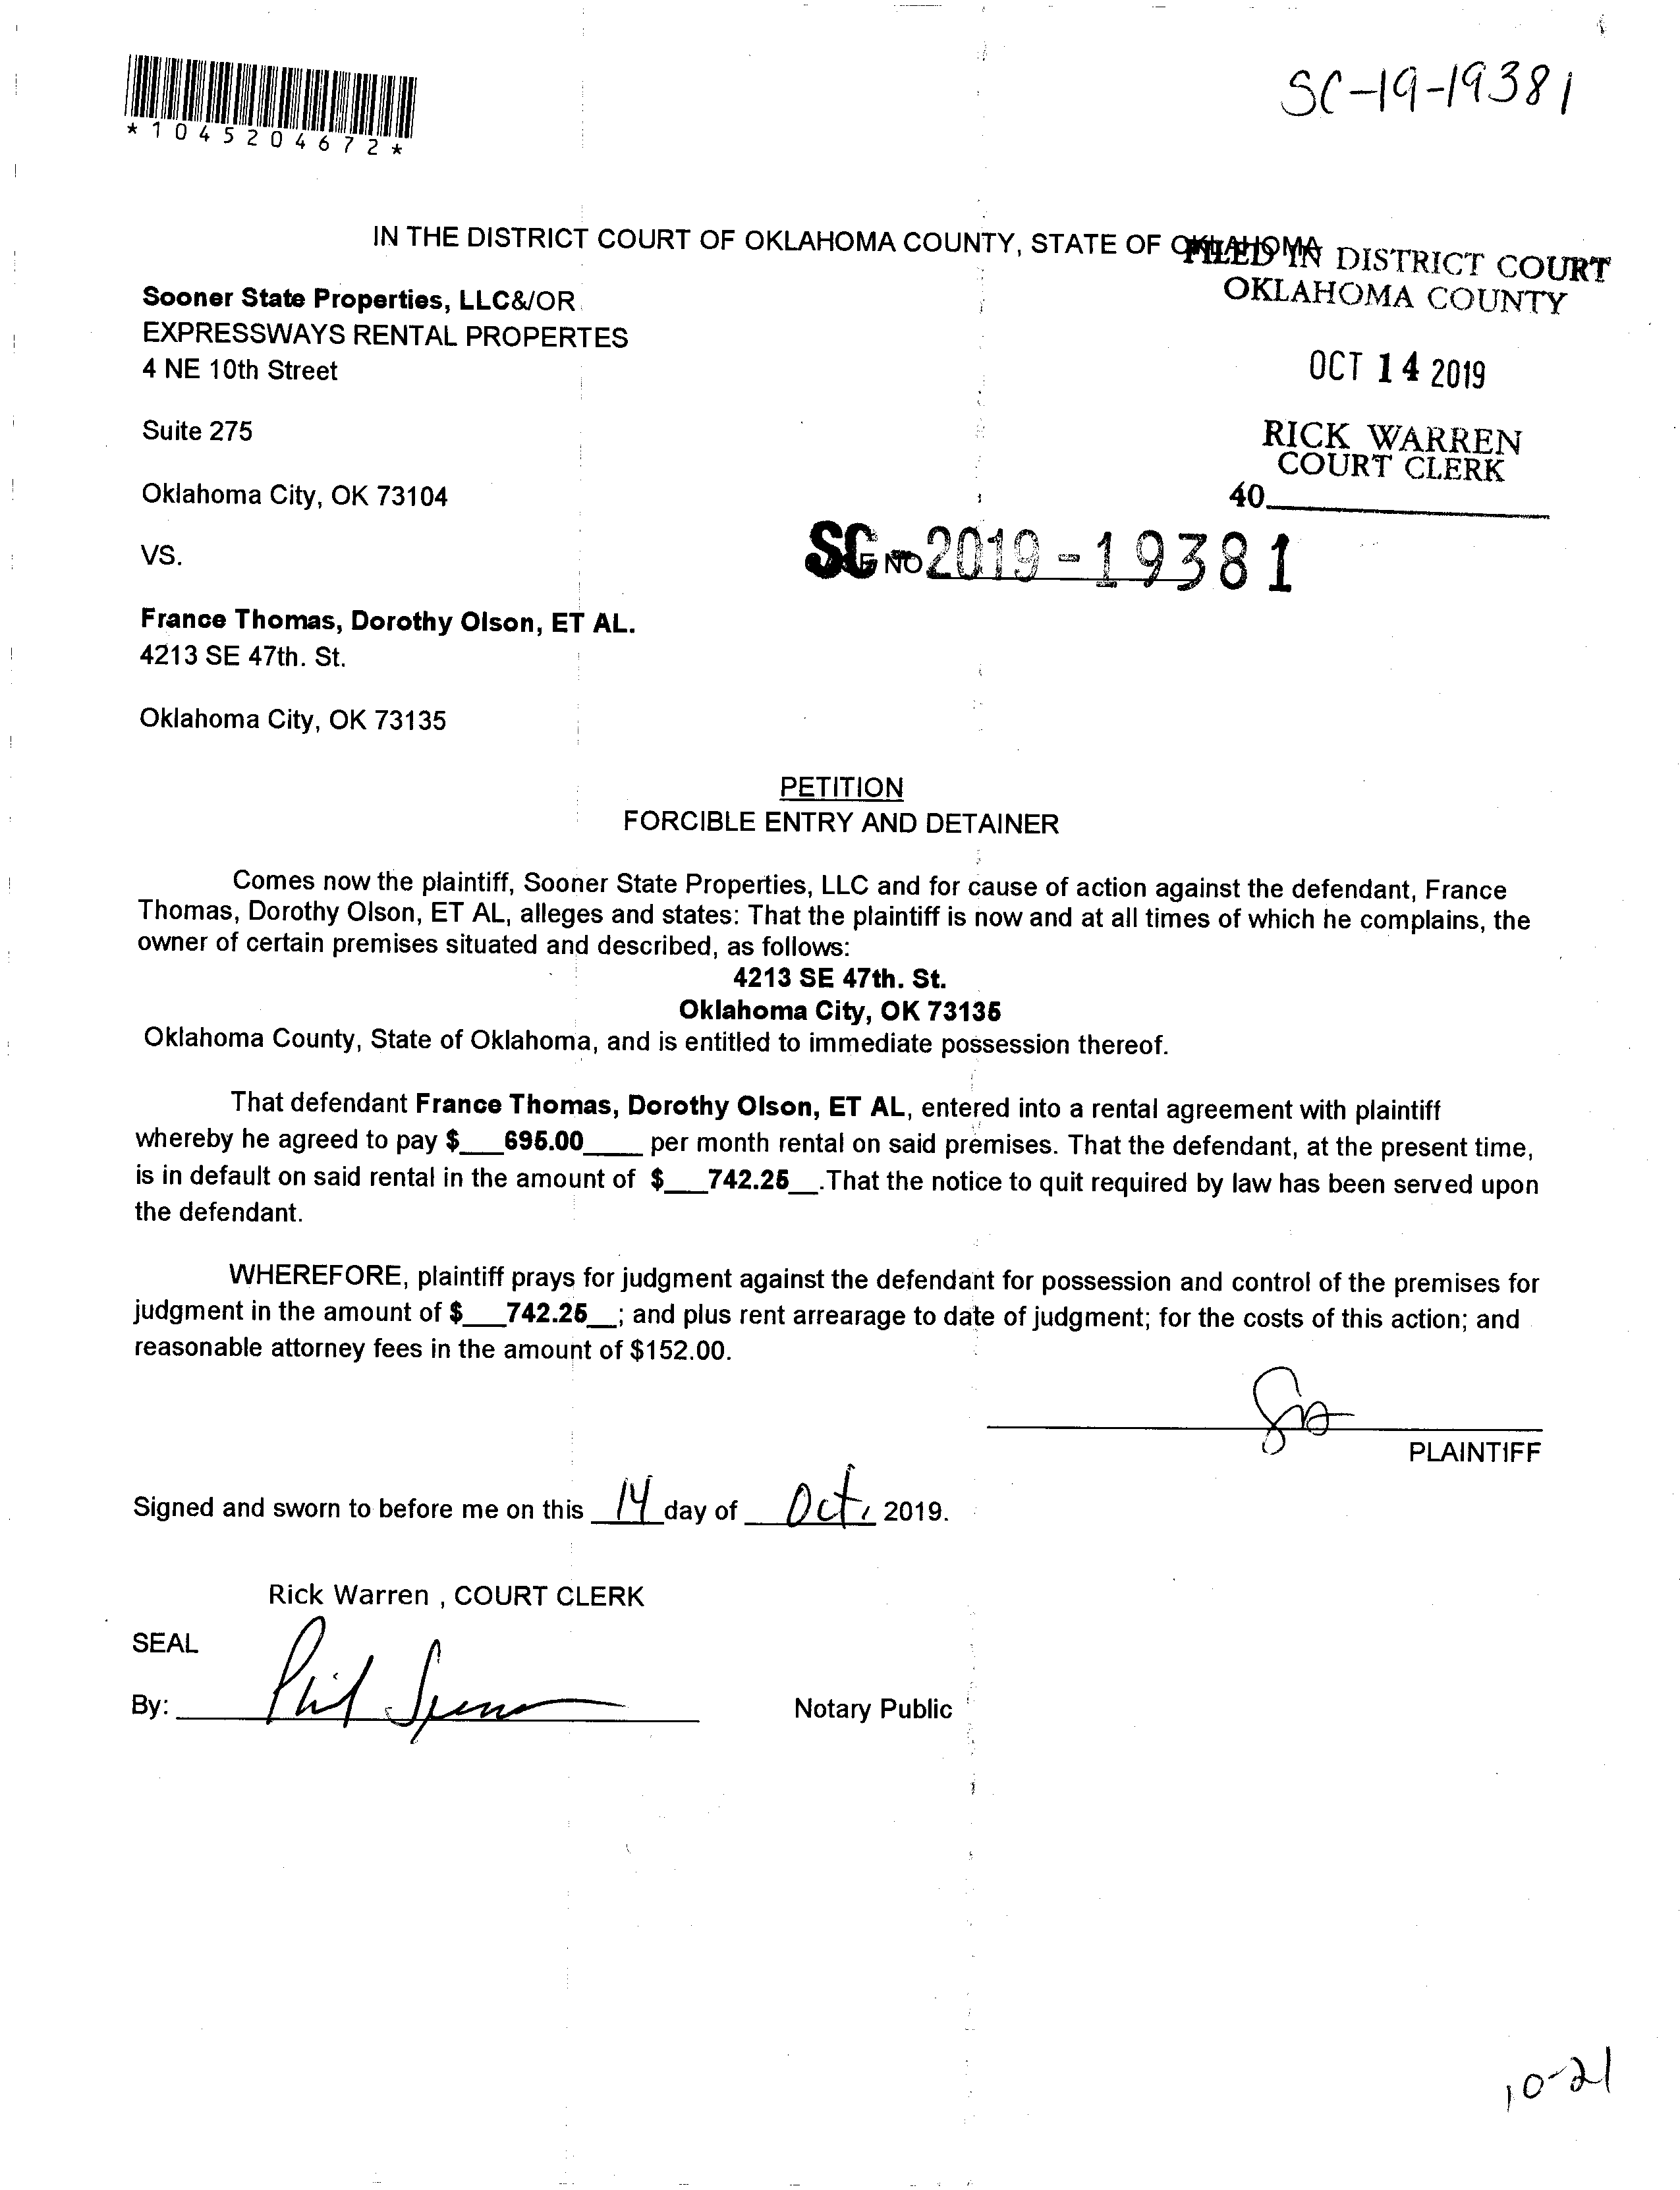 *1045204672*
SC-19-19381
IN THE DISTRICT COURT OF OKLAHOMA COUNTY, STATE OF OKLAHOMA
FILED IN DISTRICT COURT
OKLAHOMA COUNTY
Sooner State Properties, LLC&/OR
EXPRESSWAYS RENTAL PROPERTES
4 NE 10th Street
OCT 14 2019
Suite 275
RICK WARREN
COURT CLERK
Oklahoma City, OK 73104
40
VS.
SC-2019-19381
NO
France Thomas, Dorothy Olson, ET AL.
4213 SE 47th. St.
Oklahoma City, OK 73135
PETITION
FORCIBLE ENTRY AND DETAINER
Comes now the plaintiff, Sooner State Properties, LLC and for cause of action against the defendant, France
Thomas, Dorothy Olson, ET AL, alleges and states: That the plaintiff is now and at all times of which he complains, the
owner of certain premises situated and described, as follows:
4213 SE 47th. St.
Oklahoma City, OK 73135
Oklahoma County, State of Oklahoma, and is entitled to immediate possession thereof.
That defendant France Thomas, Dorothy Olson, ET AL, entered into a rental agreement with plaintiff
whereby he agreed to pay $___695.00____ per month rental on said premises. That the defendant, at the present time,
is in default on said rental in the amount of $___742.25__.That the notice to quit required by law has been served upon
the defendant.
WHEREFORE, plaintiff prays for judgment against the defendant for possession and control of the premises for
judgment in the amount of $___742.25__; and plus rent arrearage to date of judgment; for the costs of this action; and
reasonable attorney fees in the amount of $152.00.
PLAINTIFF
Signed and sworn to before me on this 14 day of Oct, 2019.
Rick Warren , COURT CLERK
SEAL
By: Notary Public
10-21